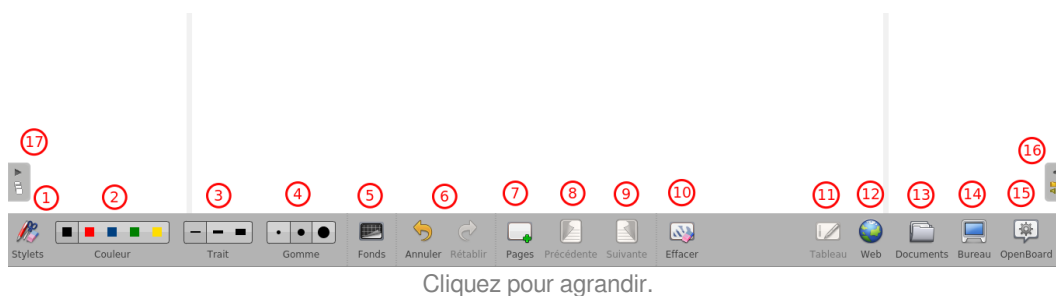 17
16
1 2 3 4 5 6 7 8 9 10 11 12 13 14 15
Stylets Couleur Trait Gomme Fonds Annuler Rétablir Pages Précédente Suivante Effacer Tableau Web Documents Bureau OpenBoard
Cliquez pour agrandir.